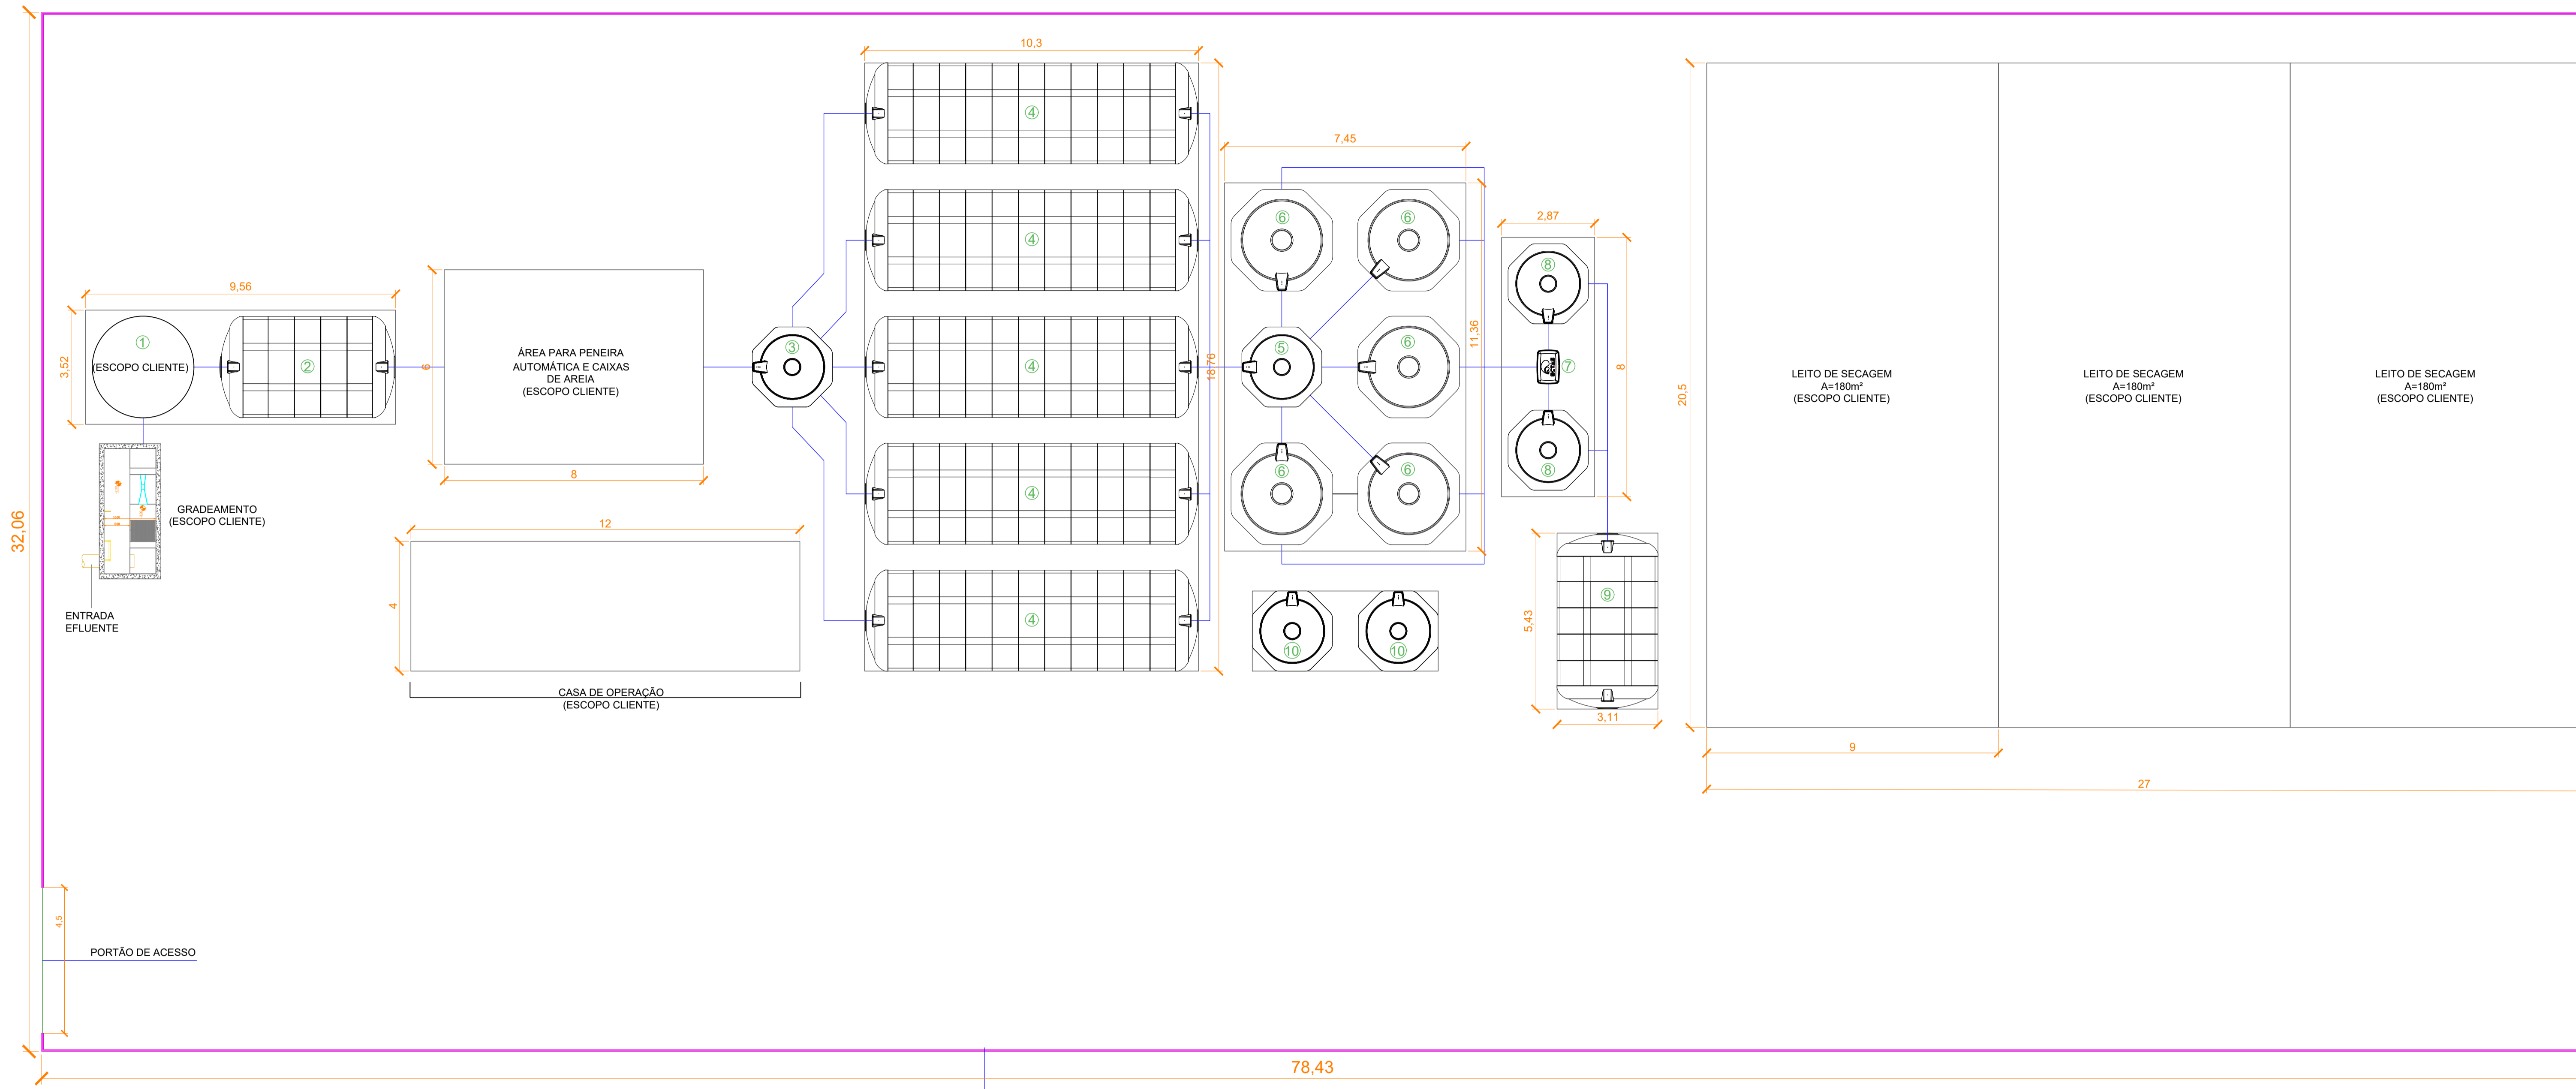 10,3
7,45
2,87
9,56
3,52
①
(ESCOPO CLIENTE)
②
6
ÁREA PARA PENEIRA
AUTOMÁTICA E CAIXAS
DE AREIA
(ESCOPO CLIENTE)
8
③
④
④
④
④
④
18,76
⑥
⑥
⑤
⑥
⑥
⑥
11,36
⑧
⑦
⑧
8
20,5
LEITO DE SECAGEM
A=180m²
(ESCOPO CLIENTE)
LEITO DE SECAGEM
A=180m²
(ESCOPO CLIENTE)
LEITO DE SECAGEM
A=180m²
(ESCOPO CLIENTE)
GRADEAMENTO
(ESCOPO CLIENTE)
ENTRADA
EFLUENTE
12
4
CASA DE OPERAÇÃO
(ESCOPO CLIENTE)
⑩
⑩
5,43
⑨
3,11
9
27
32,06
4,5
PORTÃO DE ACESSO
78,43